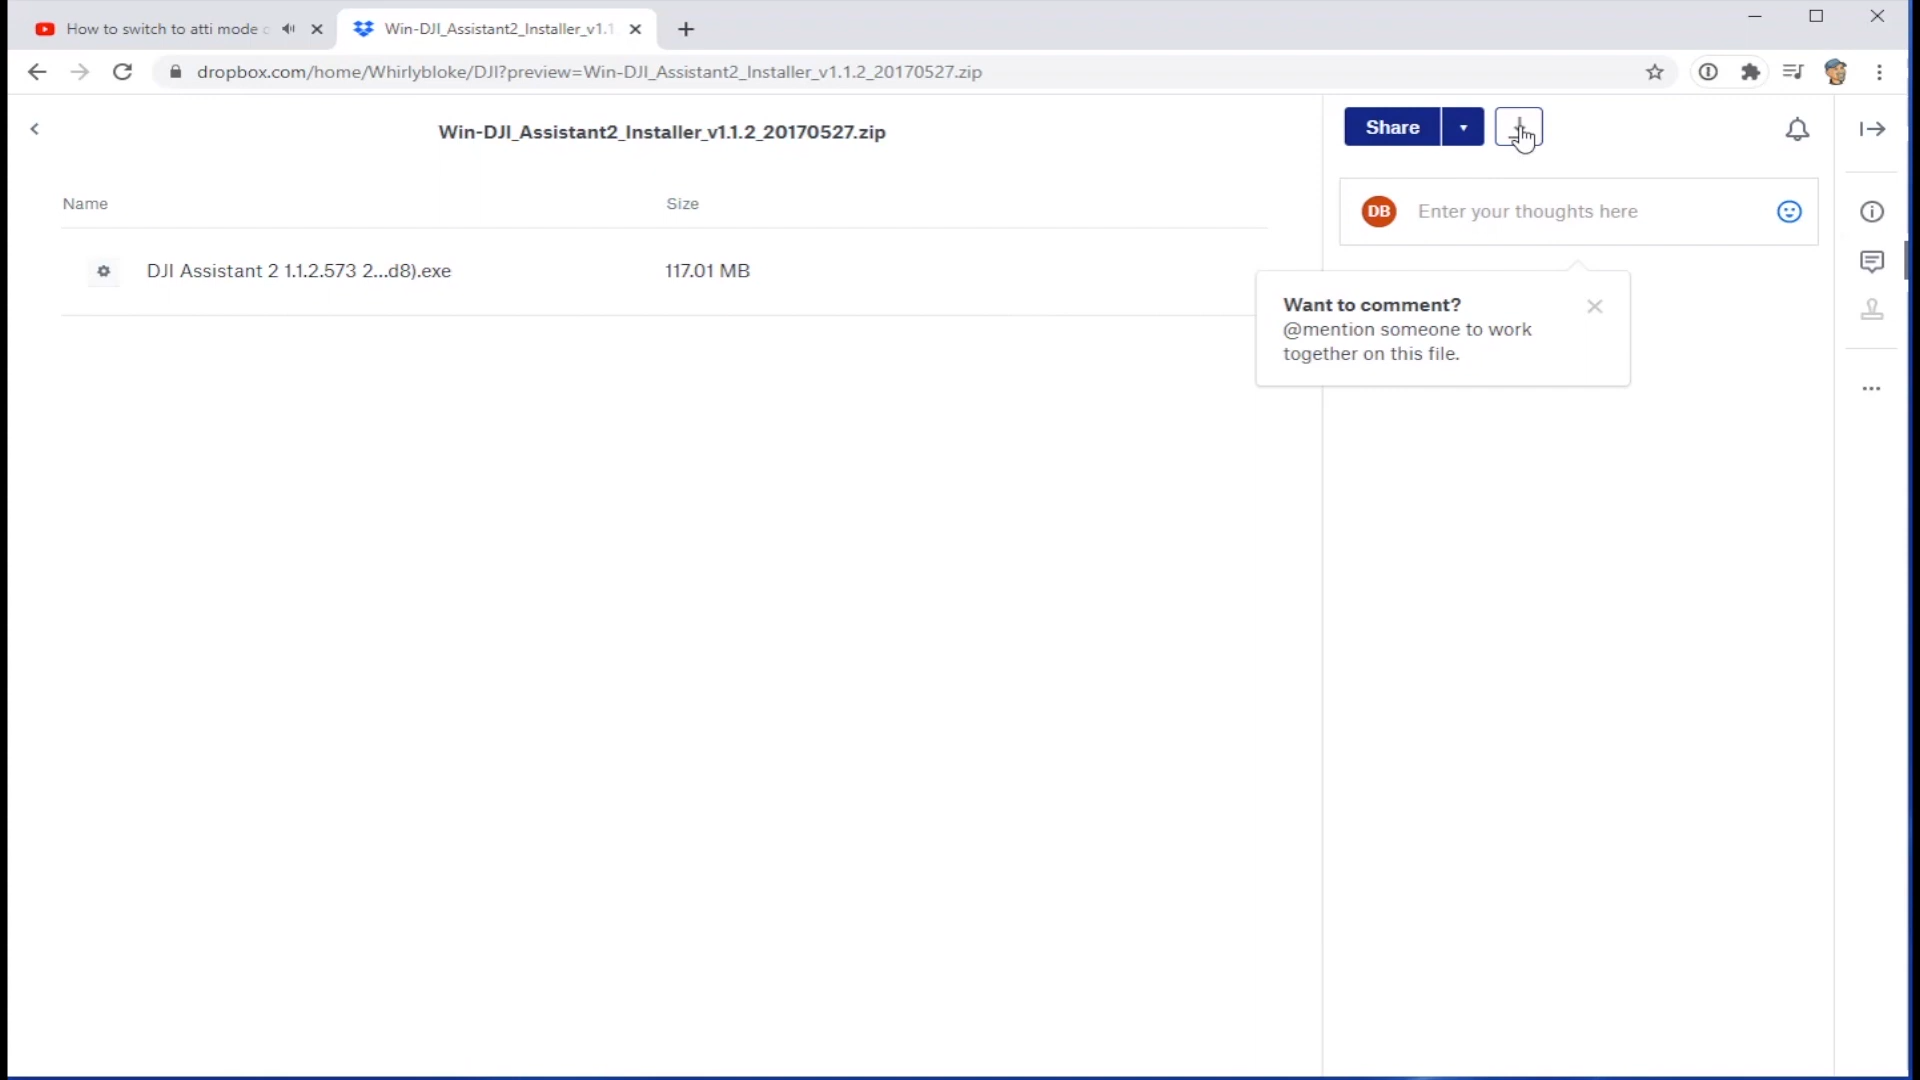 How to switch to atti mode
Win-DJI_Assistant2_Installer_v1.1
dropbox.com/home/Whirlybloke/DJI?preview=Win-DJI_Assistant2_Installer_v1.1.2_20170527.zip
Win-DJI_Assistant2_Installer_v1.1.2_20170527.zip
Share
Name
Size
DB
Enter your thoughts here
DJI Assistant 2 1.1.2.573 2...d8).exe
117.01 MB
Want to comment?
@mention someone to work
together on this file.